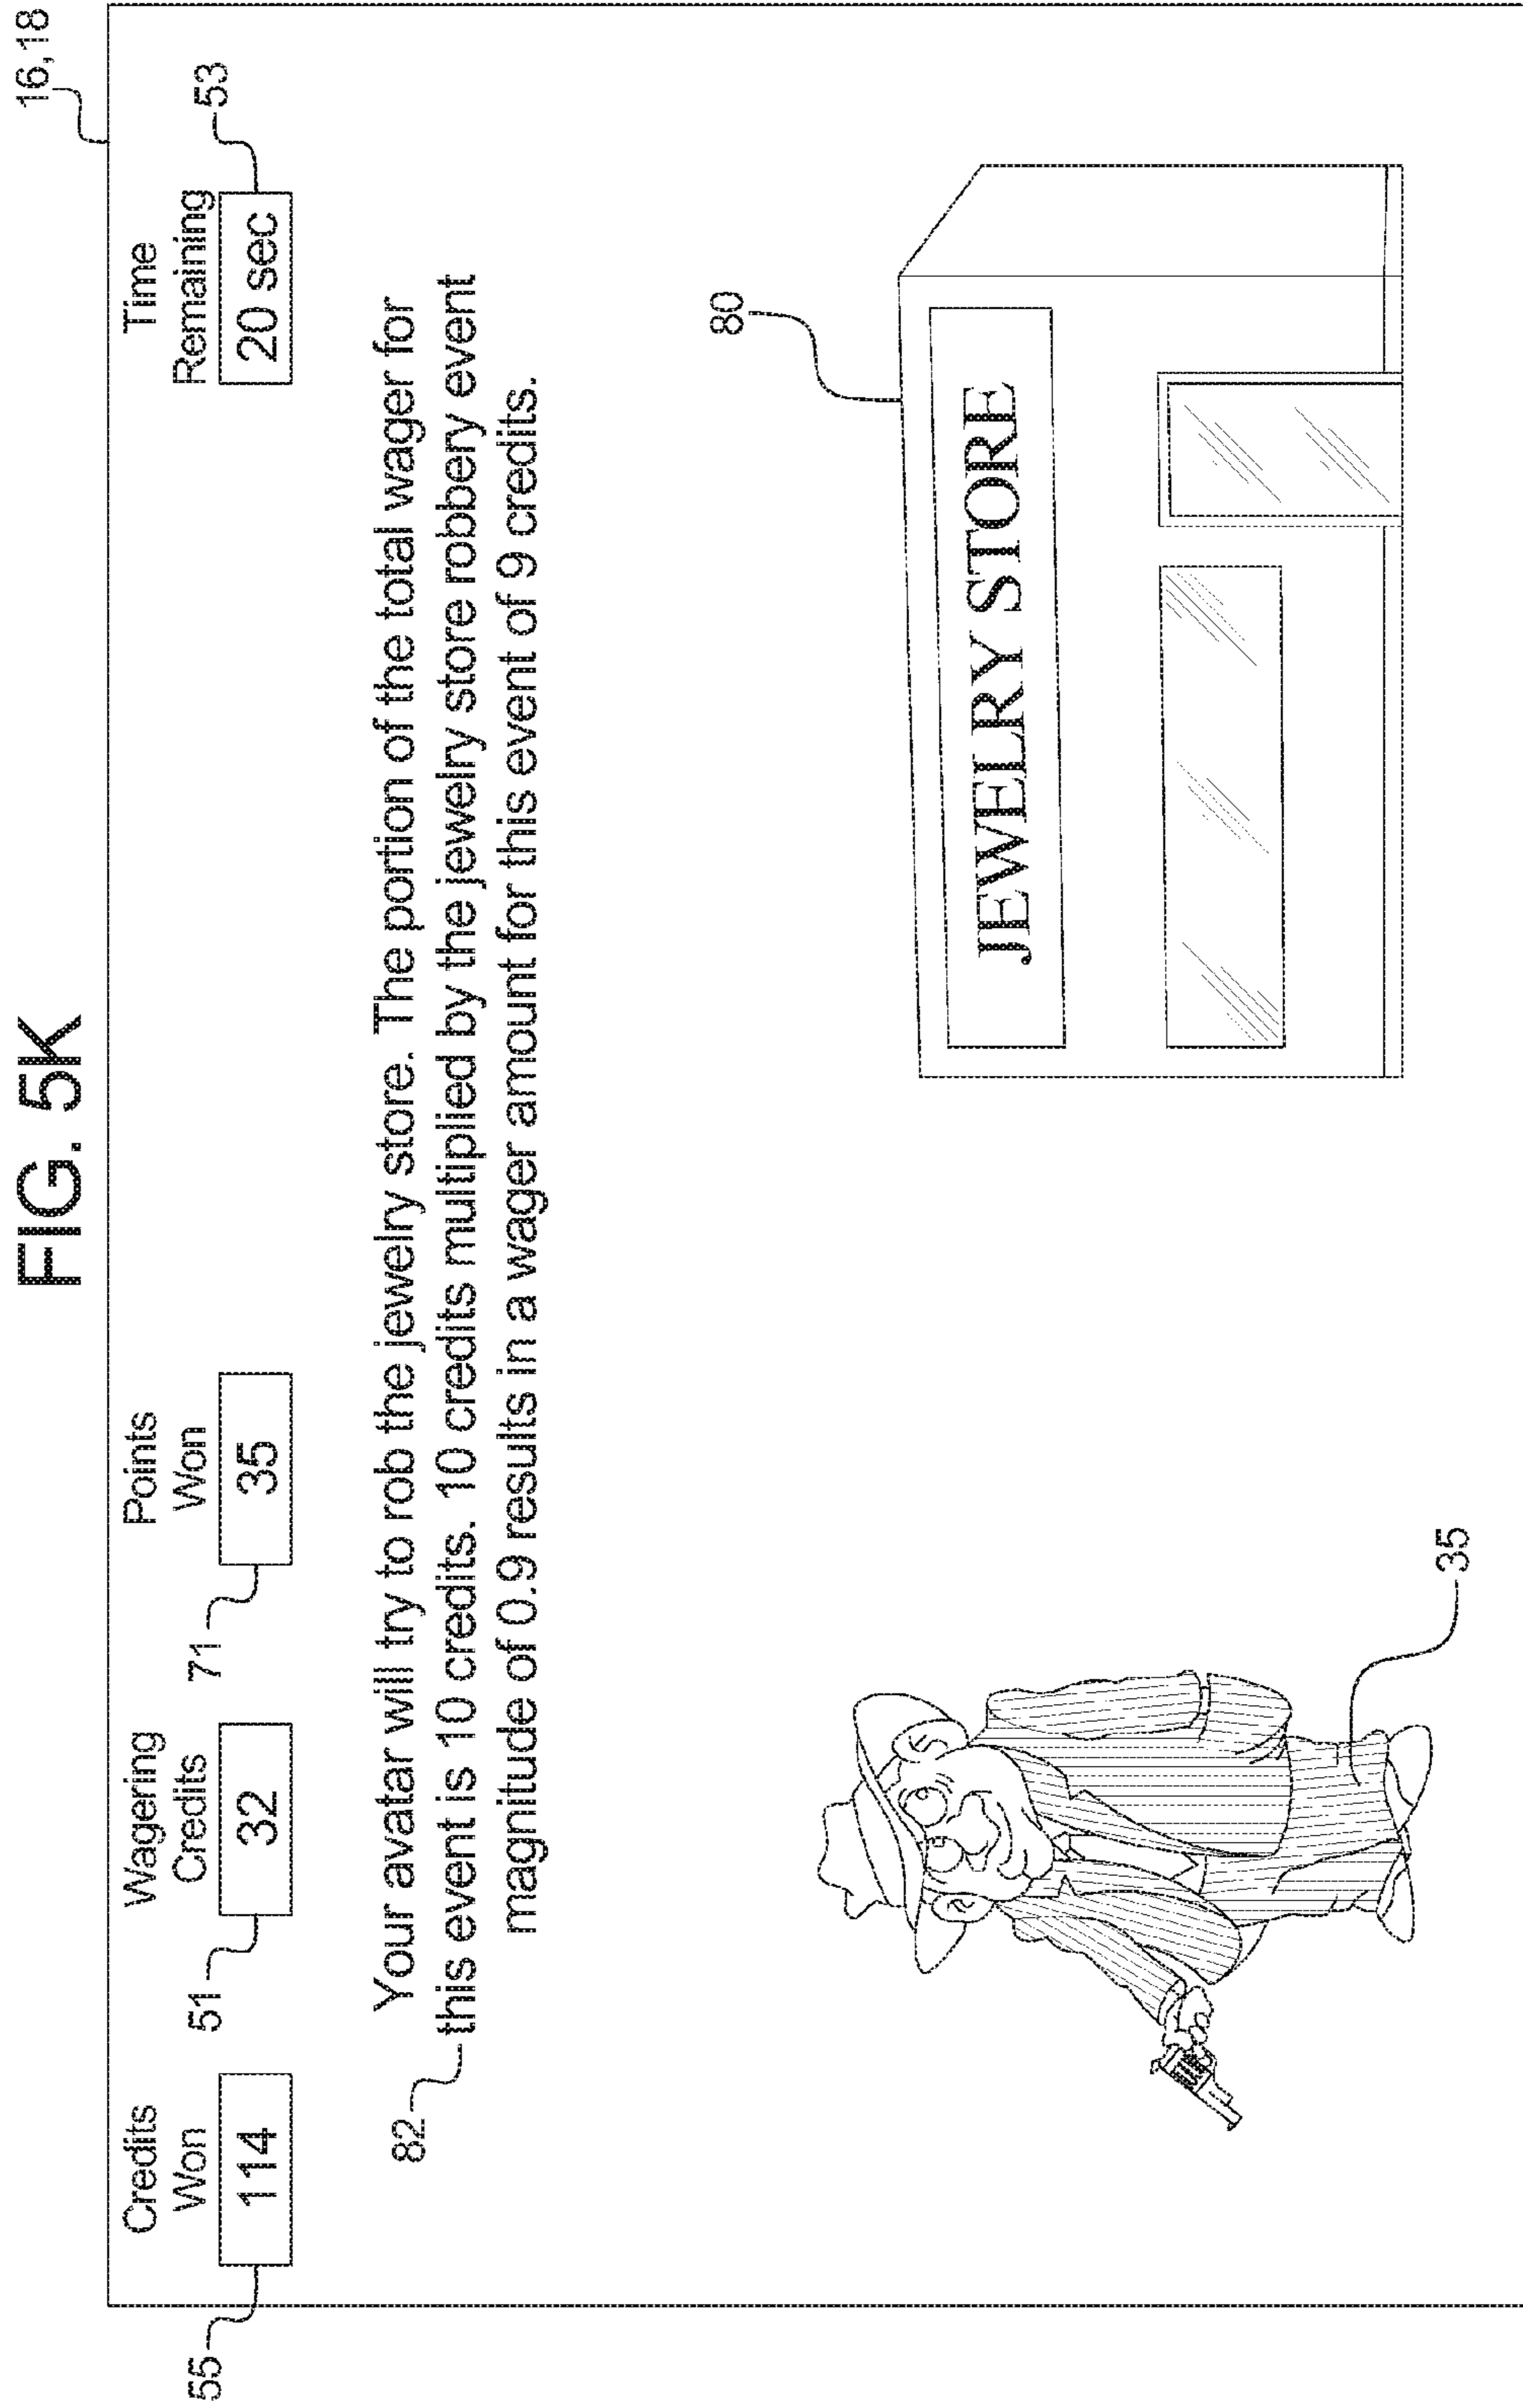 FIG. 5K
16,18
Credits
Won
114
55
Wagering
Credits
32
51
Points
Won
35
71
Time
Remaining
20 sec
53
Your avatar will try to rob the jewelry store. The portion of the total wager for
82
this event is 10 credits. 10 credits multiplied by the jewelry store robbery event
magnitude of 0.9 results in a wager amount for this event of 9 credits.
80
JEWELRY STORE
35